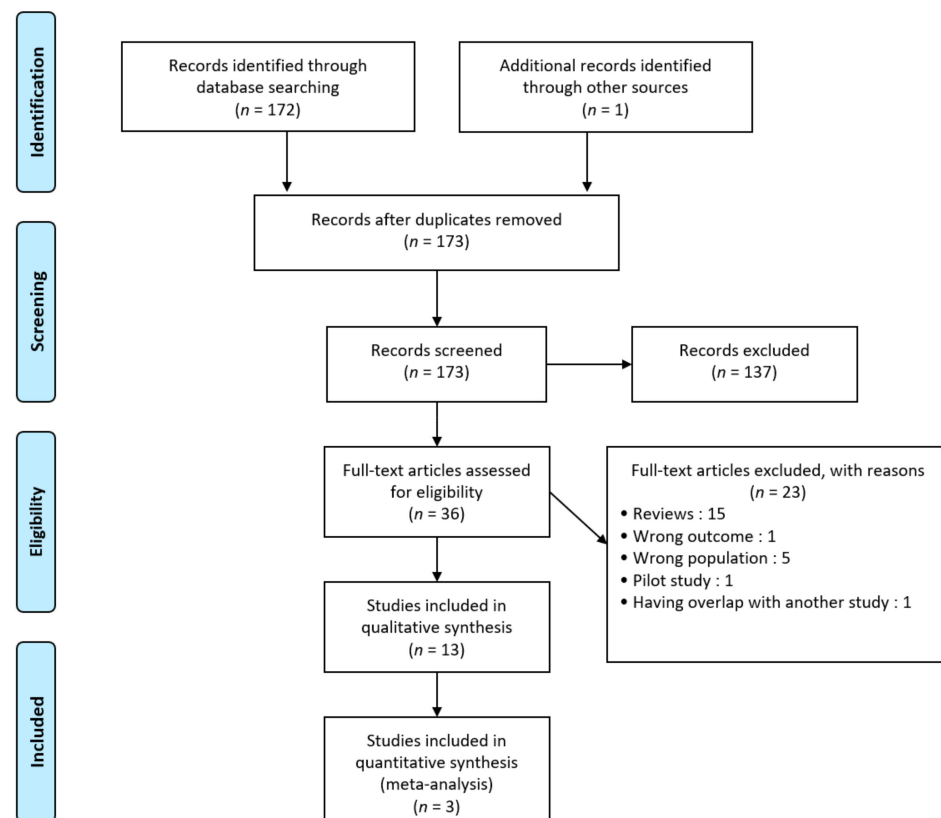 Identification
Records identified through
database searching
(n = 172)
Additional records identified
through other sources
(n = 1)
Records after duplicates removed
(n = 173)
Screening
Records screened
(n = 173)
Records excluded
(n = 137)
Eligibility
Full-text articles assessed
for eligibility
(n = 36)
Full-text articles excluded, with reasons
(n = 23)
• Reviews : 15
• Wrong outcome : 1
• Wrong population : 5
• Pilot study : 1
• Having overlap with another study : 1
Studies included in
qualitative synthesis
(n = 13)
Included
Studies included in
quantitative synthesis
(meta-analysis)
(n = 3)